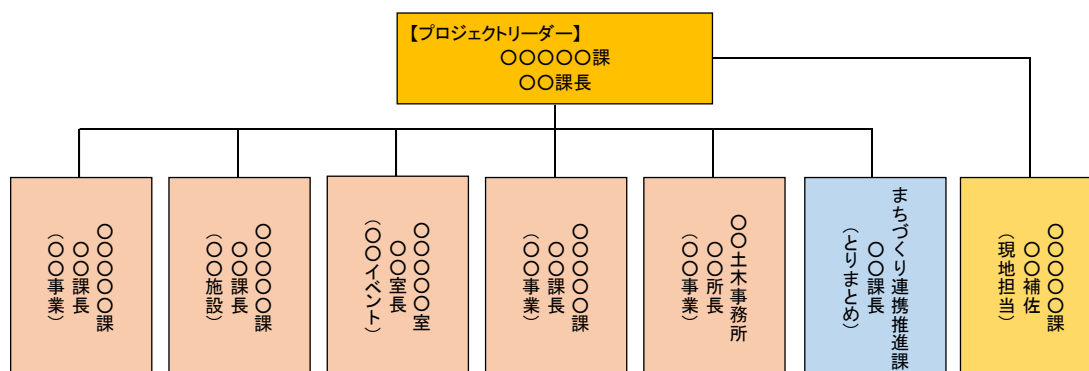 【プロジェクトリーダー】
〇〇〇〇〇課
〇〇課長
〇〇〇〇〇課
〇〇課長
（〇〇事業）
〇〇〇〇〇課
〇〇課長
（〇〇施設）
〇〇〇〇〇室
〇〇室長
（〇〇イベント）
〇〇〇〇〇課
〇〇課長
（〇〇事業）
〇〇土木事務所
〇〇所長
（〇〇事業）
まちづくり連携推進課
〇〇課長
（とりまとめ）
〇〇〇〇〇課
〇〇補佐
（現地担当）